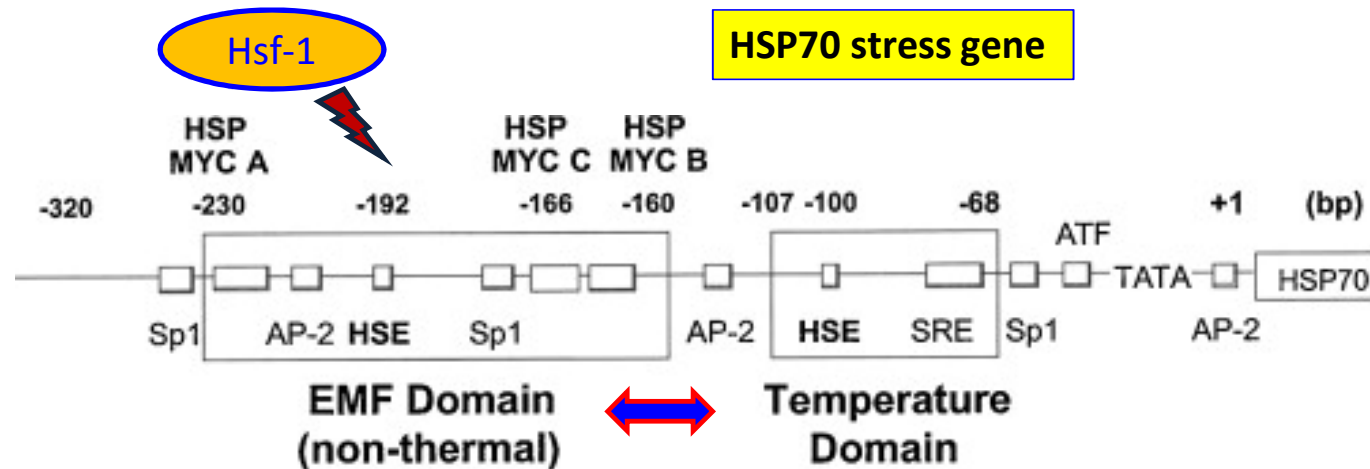 Hsf-1
HSP70 stress gene
HSP
MYC A
HSP
MYC C
HSP
MYC B
-320 -230 -192 -166 -160 -107 -100 -68 +1 (bp)
ATF
TATA
HSP70
Sp1 AP-2 HSE Sp1 AP-2 HSE SRE Sp1 AP-2
EMF Domain
(non-thermal)
Temperature
Domain